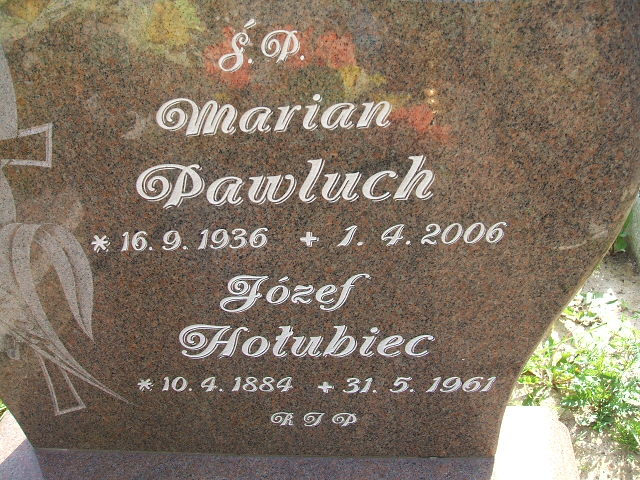 Ś.P.
Marian
Pawluch
* 16. 9. 1936 + 1. 4. 2006
Józef
Hołubiec
* 10. 4. 1884 + 31. 5. 1961
R I P